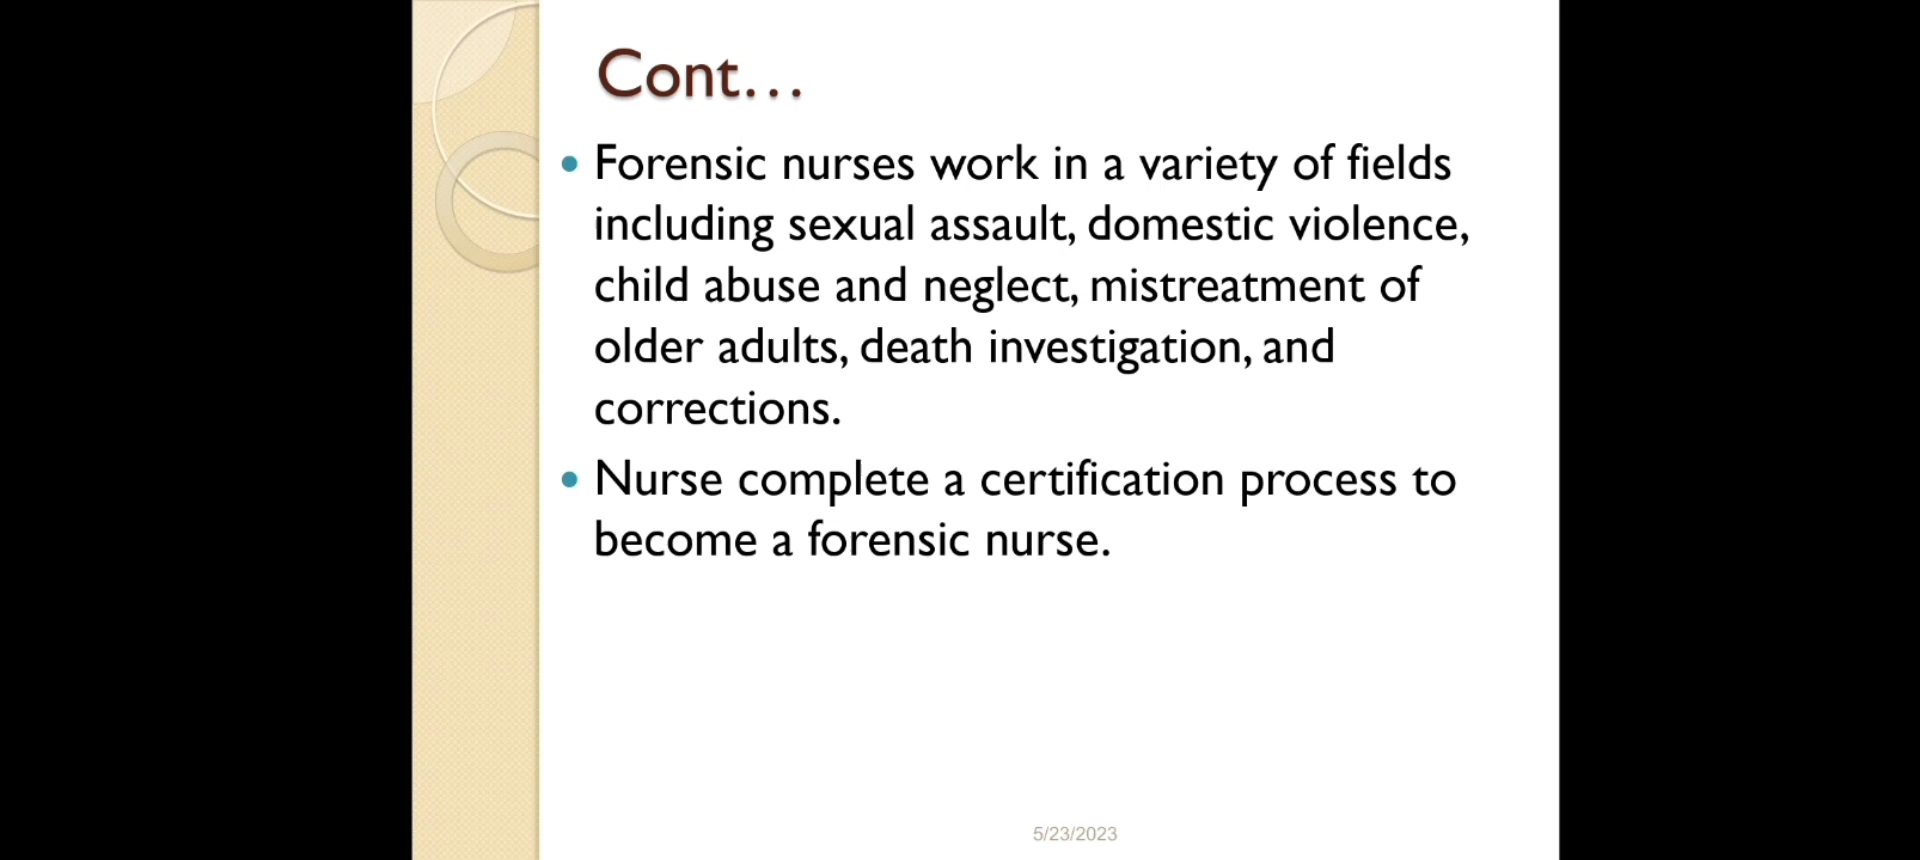 Cont...
• Forensic nurses work in a variety of fields
including sexual assault, domestic violence,
child abuse and neglect, mistreatment of
older adults, death investigation, and
corrections.
• Nurse complete a certification process to
become a forensic nurse.
5/23/2023